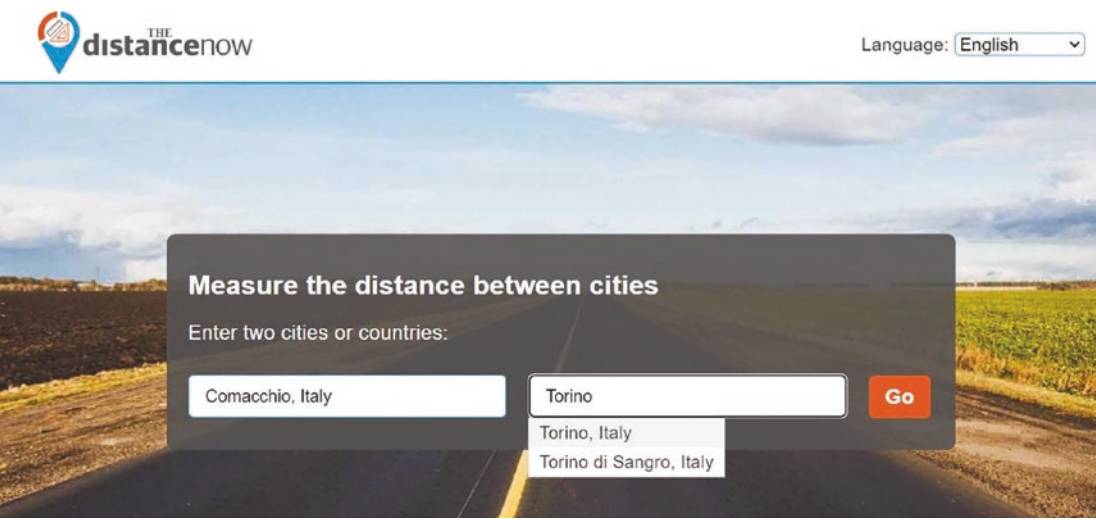 THE
distancenow
Language: English
Measure the distance between cities
Enter two cities or countries:
Comacchio, Italy
Torino
Go
Torino, Italy
Torino di Sangro, Italy